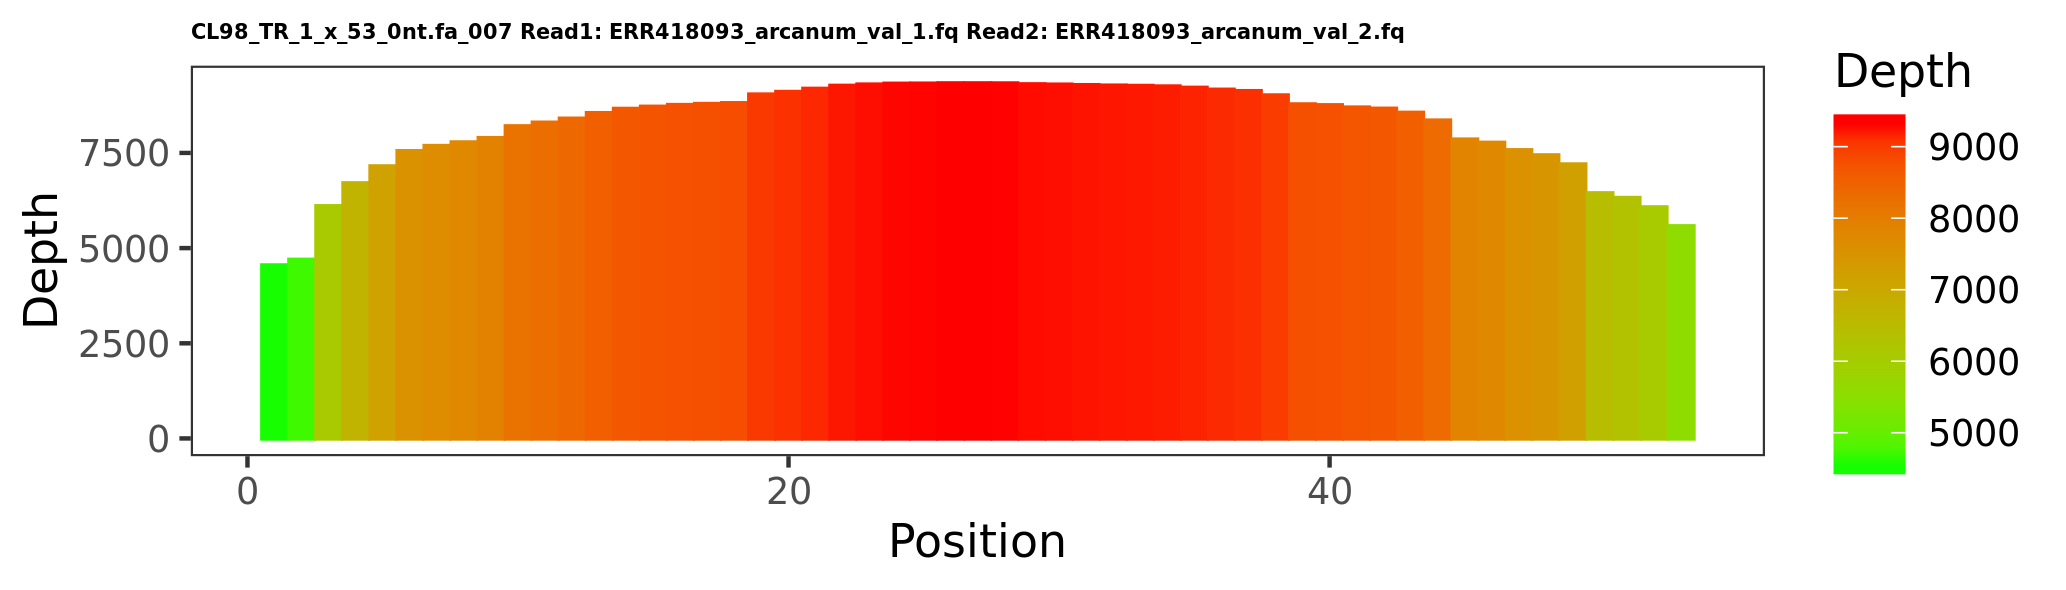 CL98_TR_1_x_53_0nt.fa_007 Read1: ERR418093_arcanum_val_1.fq Read2: ERR418093_arcanum_val_2.fq
Depth
7500
5000
2500
0
0 20 40
Position
Depth
9000
8000
7000
6000
5000